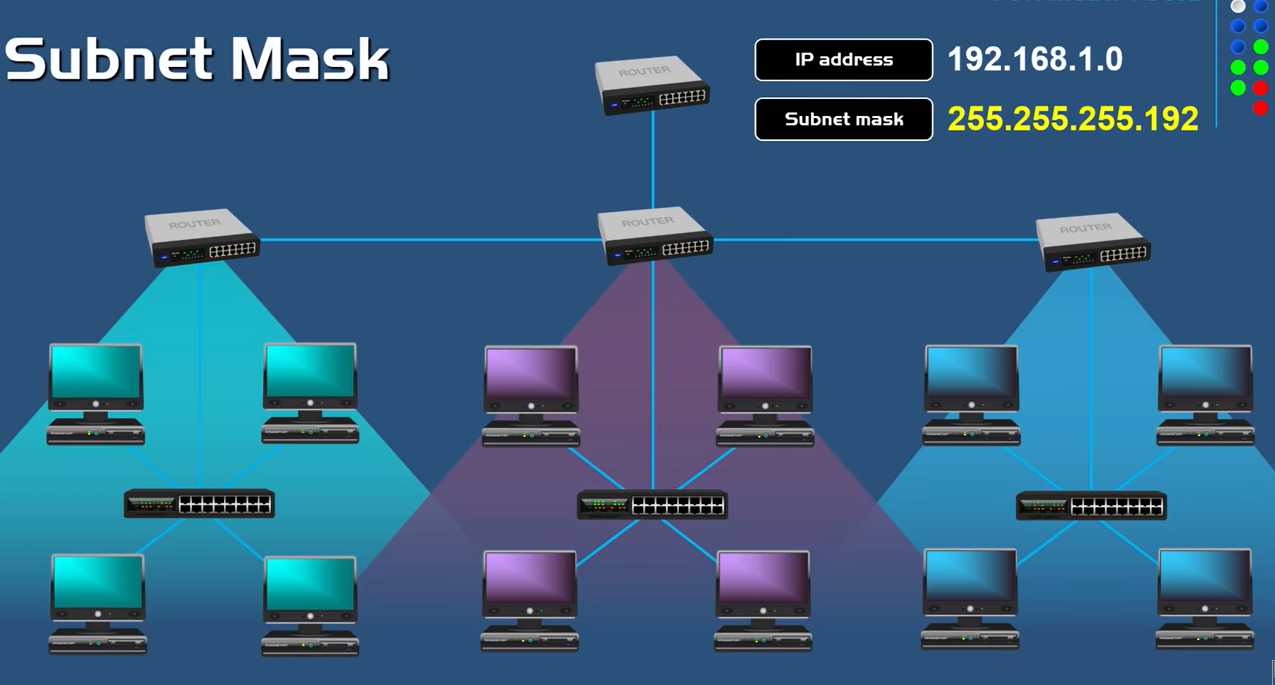 Subnet Mask
ROUTER
IP address 192.168.1.0
Subnet mask 255.255.255.192
ROUTER
ROUTER
ROUTER